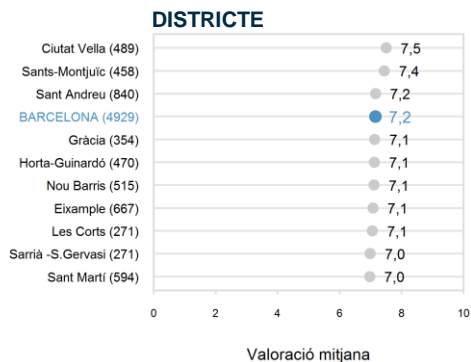 DISTRICTE
Ciutat Vella (489) 7,5
Sants-Montjuïc (458) 7,4
Sant Andreu (840) 7,2
BARCELONA (4929) 7,2
Gràcia (354) 7,1
Horta-Guinardó (470) 7,1
Nou Barris (515) 7,1
Eixample (667) 7,1
Les Corts (271) 7,1
Sarrià -S.Gervasi (271) 7,0
Sant Martí (594) 7,0
0 2 4 6 8 10
Valoració mitjana